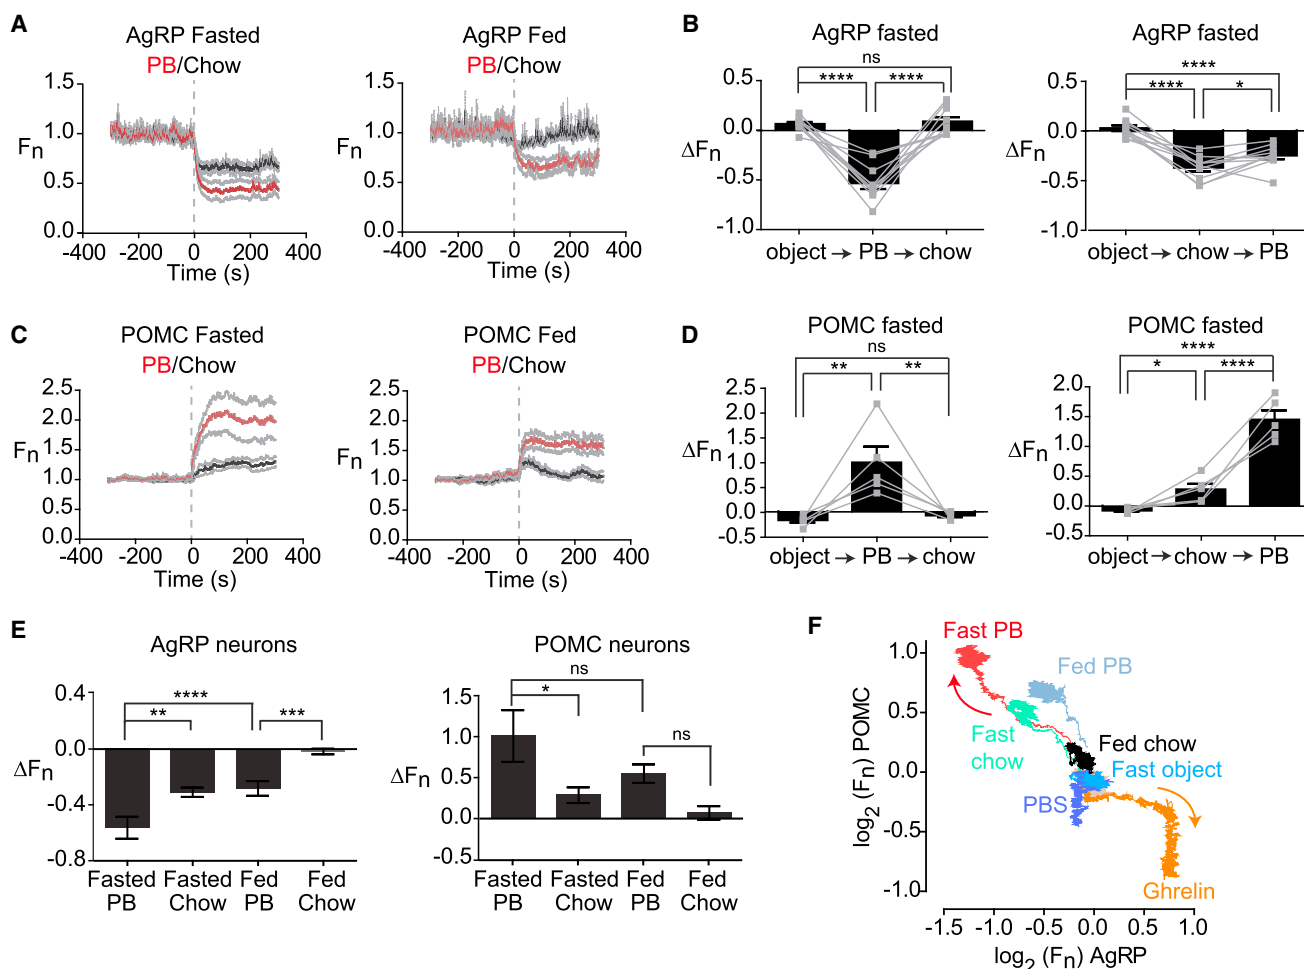 A
AgRP Fasted
PB/Chow
Fn
1.5
1.0
0.5
0.0
-400 -200 0 200 400
Time (s)
AgRP Fed
PB/Chow
Fn
1.5
1.0
0.5
0.0
-400 -200 0 200 400
Time (s)
B
AgRP fasted
ns
**** ****
ΔFn
0.5
0.0
-0.5
-1.0
object → PB → chow
AgRP fasted
****
**** *
ΔFn
0.5
0.0
-0.5
-1.0
object → chow → PB
C
POMC Fasted
PB/Chow
Fn
2.5
2.0
1.5
1.0
0.5
0.0
-400 -200 0 200 400
Time (s)
POMC Fed
PB/Chow
Fn
2.5
2.0
1.5
1.0
0.5
0.0
-400 -200 0 200 400
Time (s)
D
POMC fasted
ns
** **
ΔFn
2.5
2.0
1.5
1.0
0.5
0.0
-0.5
object → PB → chow
POMC fasted
****
* ****
ΔFn
2.0
1.5
1.0
0.5
0.0
-0.5
object → chow → PB
E
AgRP neurons
****
** ***
ΔFn
0.4
0.0
-0.4
-0.8
Fasted Fasted Fed Fed
PB Chow PB Chow
POMC neurons
ns
* ns
ΔFn
1.5
1.0
0.5
0.0
-0.5
Fasted Fasted Fed Fed
PB Chow PB Chow
F
Fast PB
Fed PB
Fast
chow
Fed chow
Fast object
PBS
Ghrelin
log2 (Fn) POMC
1.0
0.5
0.0
-0.5
-1.0
-1.5 -1.0 -0.5 0.0 0.5 1.0
log2 (Fn) AgRP